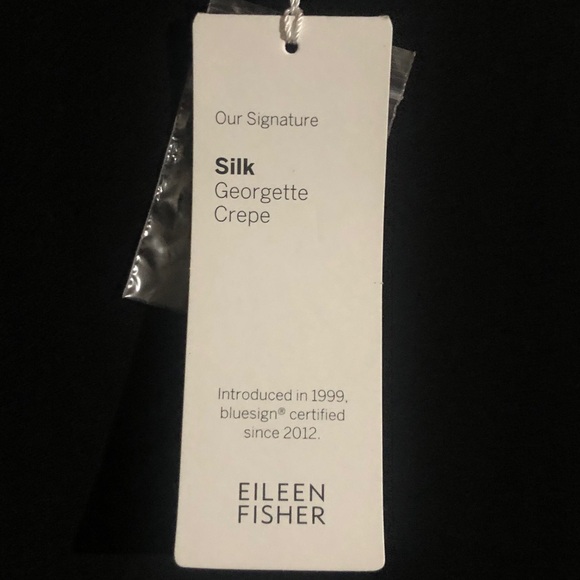 Our Signature
Silk
Georgette
Crepe
Introduced in 1999,
bluesign® certified
since 2012.
EILEEN
FISHER